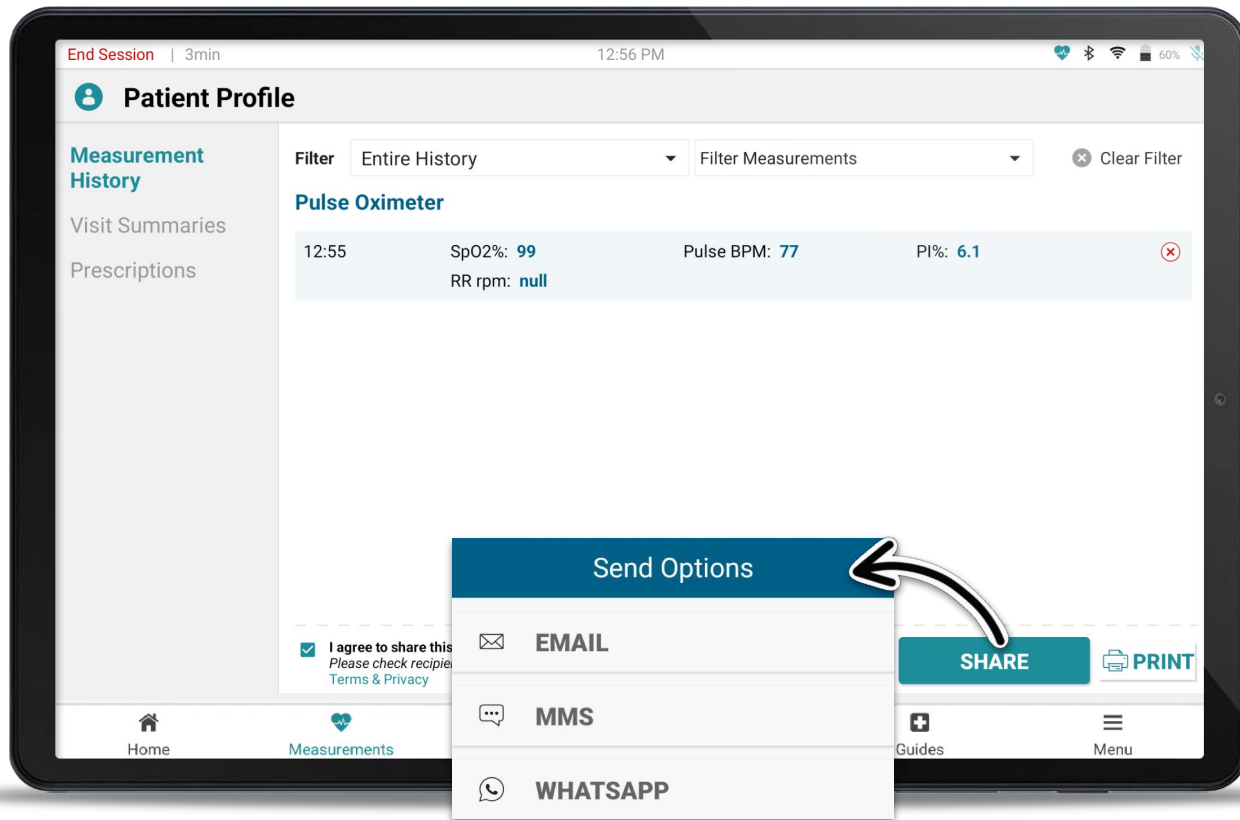 End Session | 3min 12:56 PM 60%
Patient Profile
Measurement
History
Visit Summaries
Prescriptions
Filter Entire History Filter Measurements Clear Filter
Pulse Oximeter
12:55 SpO2%: 99 Pulse BPM: 77 PI%: 6.1
RR rpm: null
I agree to share this
Please check
Terms & Privacy
Send Options
EMAIL
MMS
WHATSAPP
SHARE PRINT
Home Measurements Guides Menu